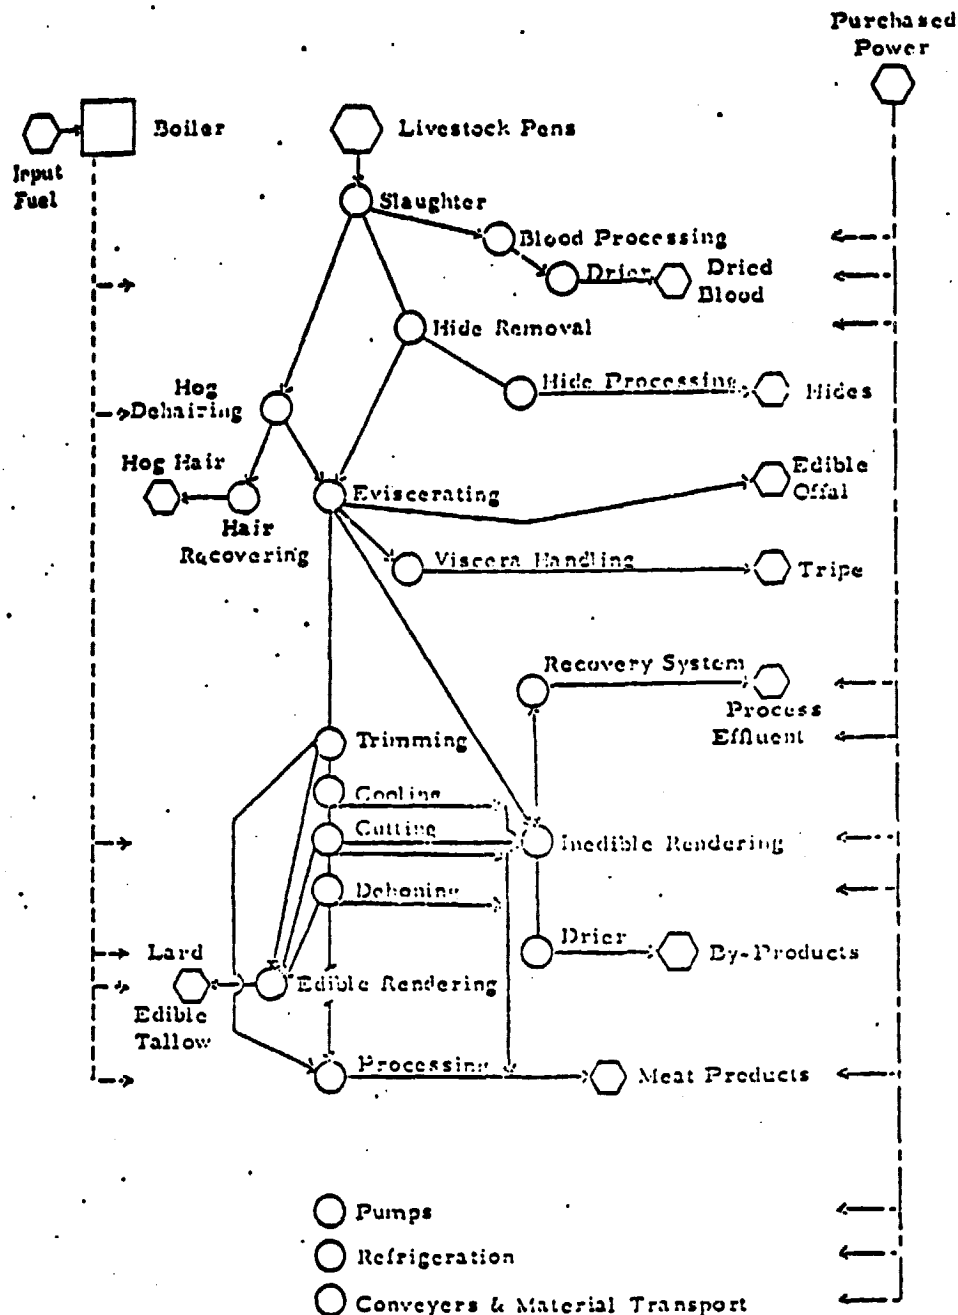 Purchased
Power
Boiler
Livestock Pens
Input
Fuel
Slaughter
Blood Processing
Drier
Dried
Blood
Hide Removal
Hog
Dehairing
Hide Processing
Hides
Hog Hair
Eviscerating
Edible
Offal
Hair
Recovering
Viscera Handling
Tripe
Recovery System
Process
Effluent
Trimming
Cooling
Cutting
Inedible Rendering
Deboning
Drier
By-Products
Lard
Edible Rendering
Edible
Tallow
Processing
Meat Products
Pumps
Refrigeration
Conveyers & Material Transport